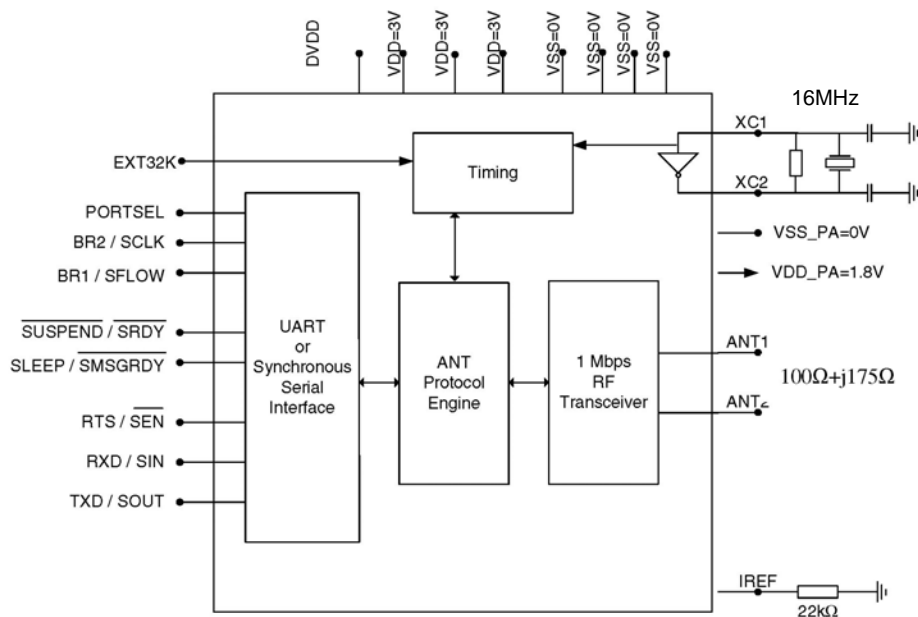 DVDD
VDD=3V
VDD=3V
VDD=3V
VSS=0V
VSS=0V
VSS=0V
VSS=0V
16MHz
XC1
EXT32K
Timing
XC2
PORTSEL
BR2 / SCLK
VSS_PA=0V
BR1 / SFLOW
VDD_PA=1.8V
SUSPEND / SRDY
SLEEP / SMSGRDY
UART
or
Synchronous
Serial
Interface
ANT
Protocol
Engine
1 Mbps
RF
Transceiver
ANT1
100Ω+j175Ω
ANT2
RTS / SEN
RXD / SIN
TXD / SOUT
IREF
22kΩ